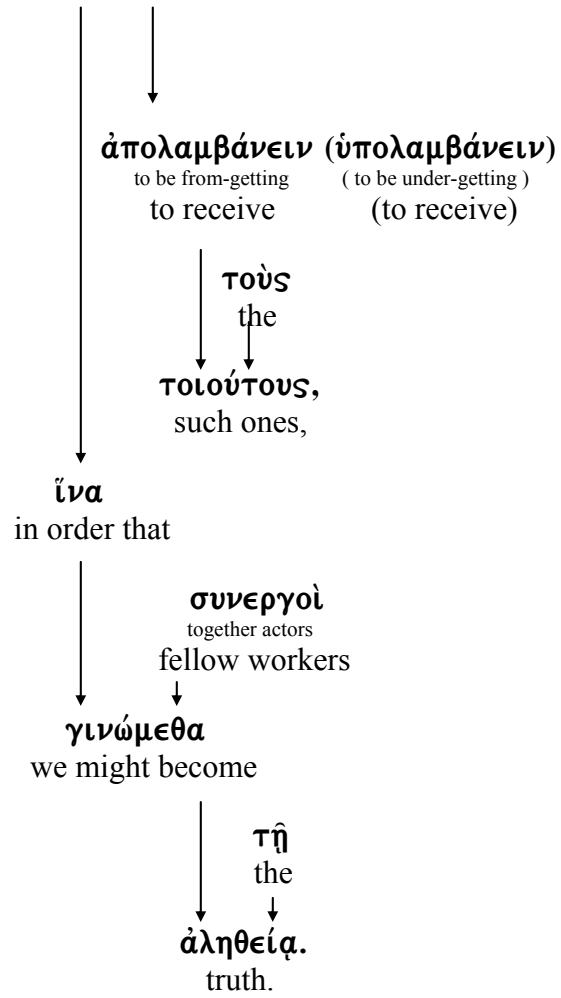 ἀπολαμβάνειν (ὑπολαμβάνειν)
to be from-getting ( to be under-getting )
to receive (to receive)
τοὺς
the
τοιούτους,
such ones,
ἵνα
in order that
συνεργοὶ
together actors
fellow workers
γινώμεθα
we might become
τῇ
the
ἀληθείᾳ.
truth.